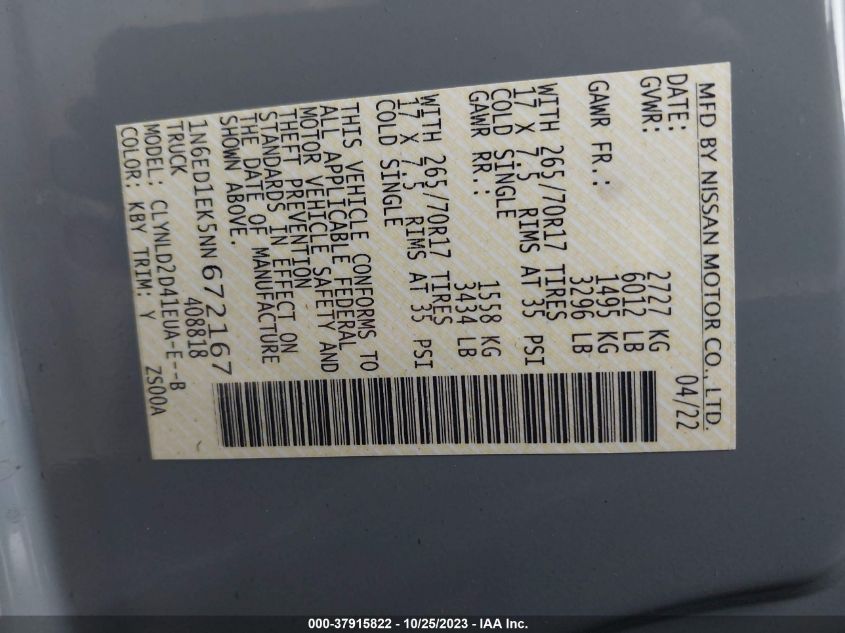 MFD BY NISSAN MOTOR CO., LTD.
DATE: 04/22
GVWR: 2727 KG
6012 LB
GAWR FR.: 1495 KG
3296 LB
WITH 265/70R17 TIRES
17 X 7.5 RIMS AT 35 PSI
COLD SINGLE
GAWR RR.: 1558 KG
3434 LB
WITH 265/70R17 TIRES
17 X 7.5 RIMS AT 35 PSI
COLD SINGLE
THIS VEHICLE CONFORMS TO
ALL APPLICABLE FEDERAL
MOTOR VEHICLE SAFETY AND
THEFT PREVENTION
STANDARDS IN EFFECT ON
THE DATE OF MANUFACTURE
SHOWN ABOVE.
1N6ED1EK5NN672167
TRUCK 408818
MODEL: CLYNLD2D41EUA-E--B
COLOR: KBY TRIM: Y ZS00A
000-37915822 - 10/25/2023 - IAA Inc.